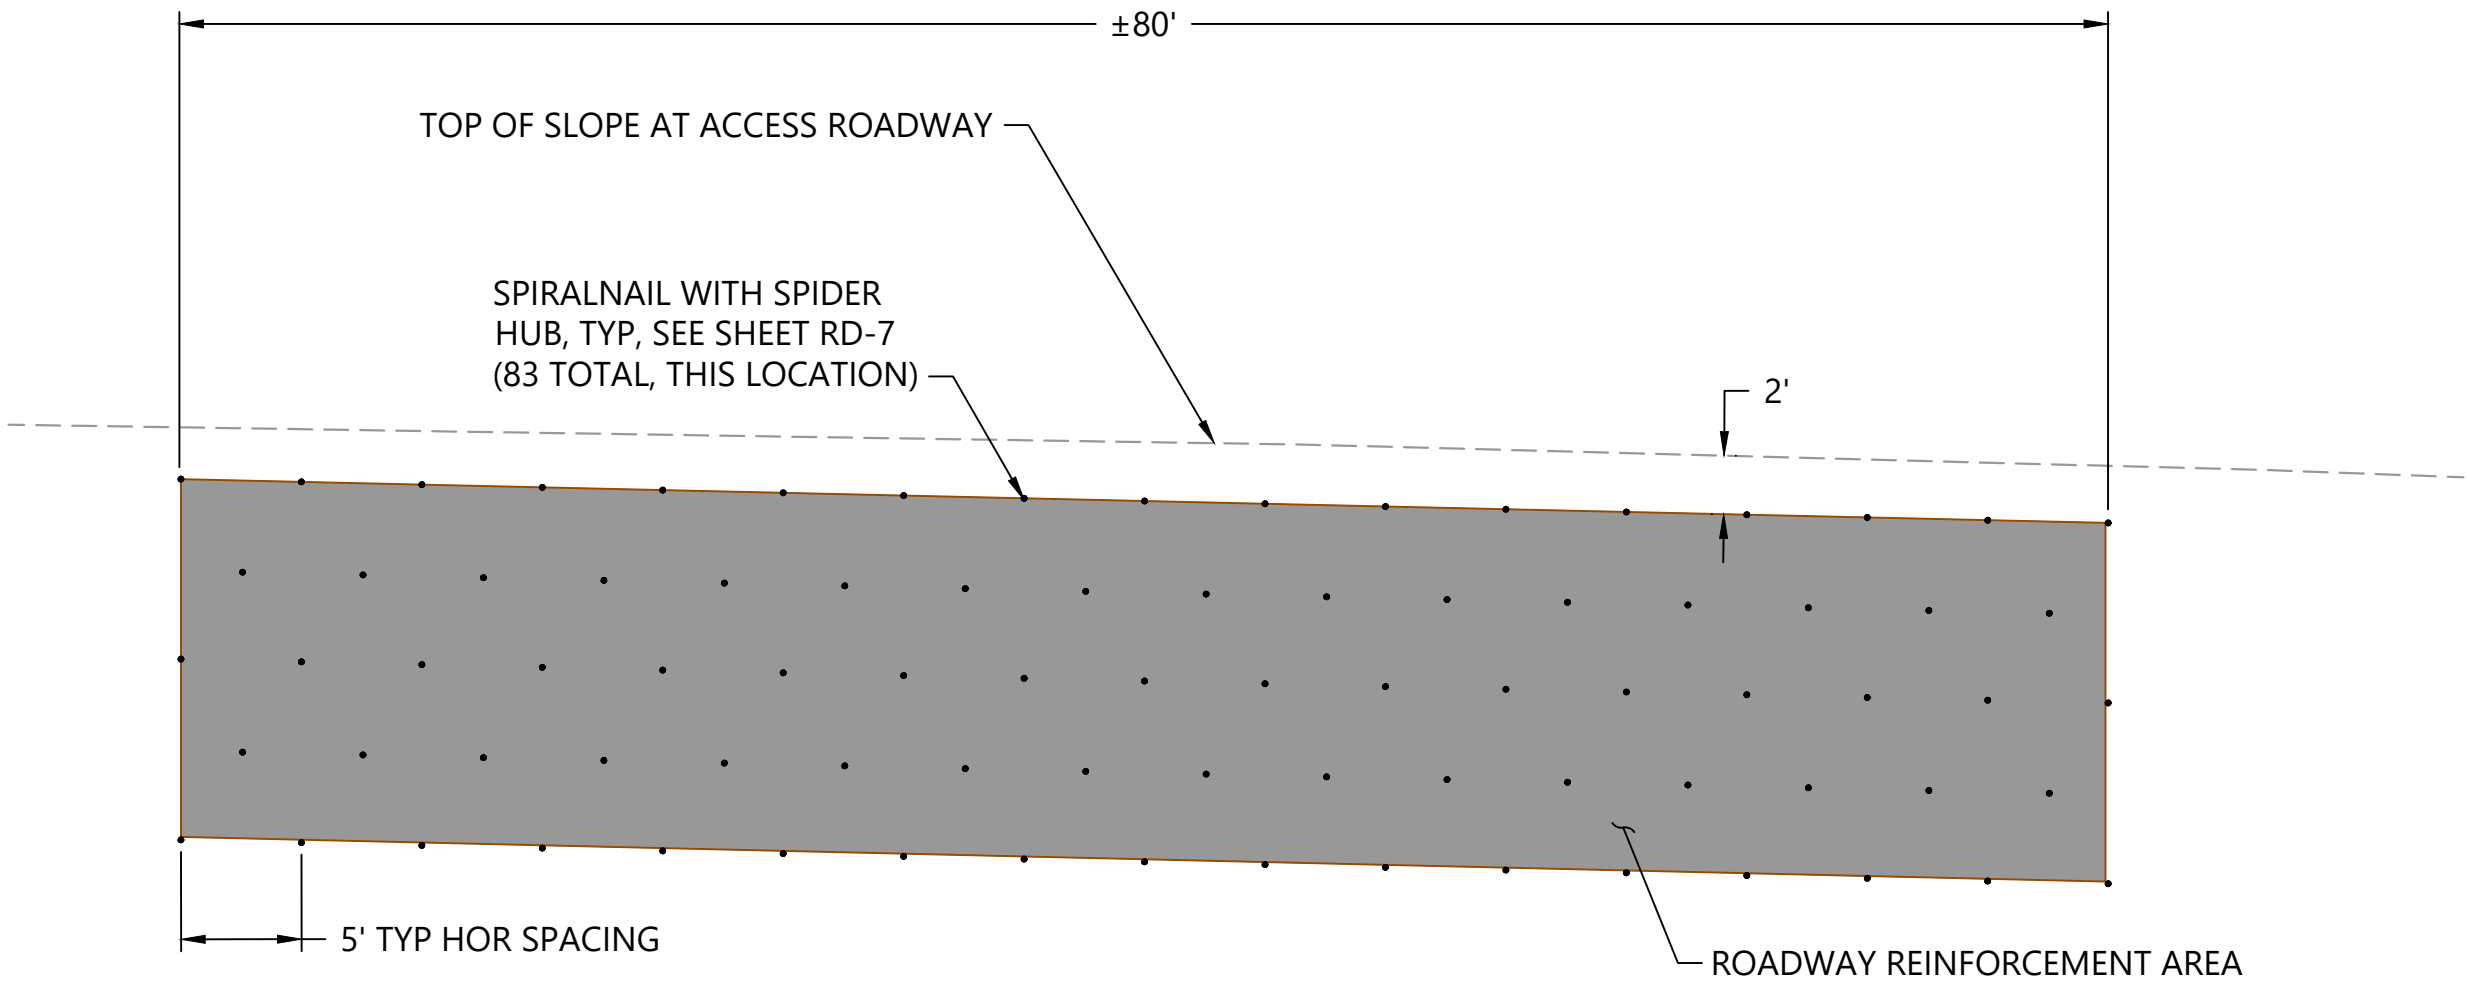 ±80'
TOP OF SLOPE AT ACCESS ROADWAY
SPIRALNAIL WITH SPIDER
HUB, TYP, SEE SHEET RD-7
(83 TOTAL, THIS LOCATION)
2'
5' TYP HOR SPACING
ROADWAY REINFORCEMENT AREA